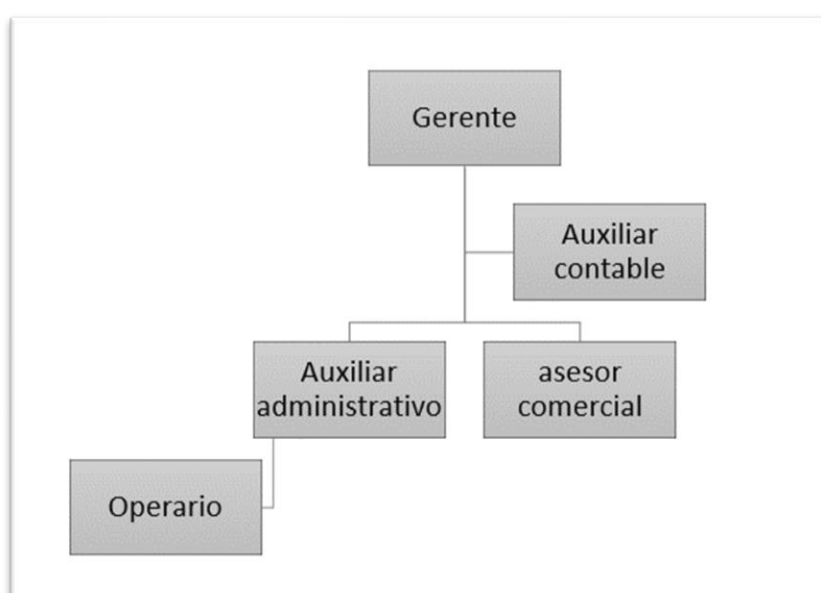 Gerente
Auxiliar
contable
Auxiliar
administrativo
asesor
comercial
Operario